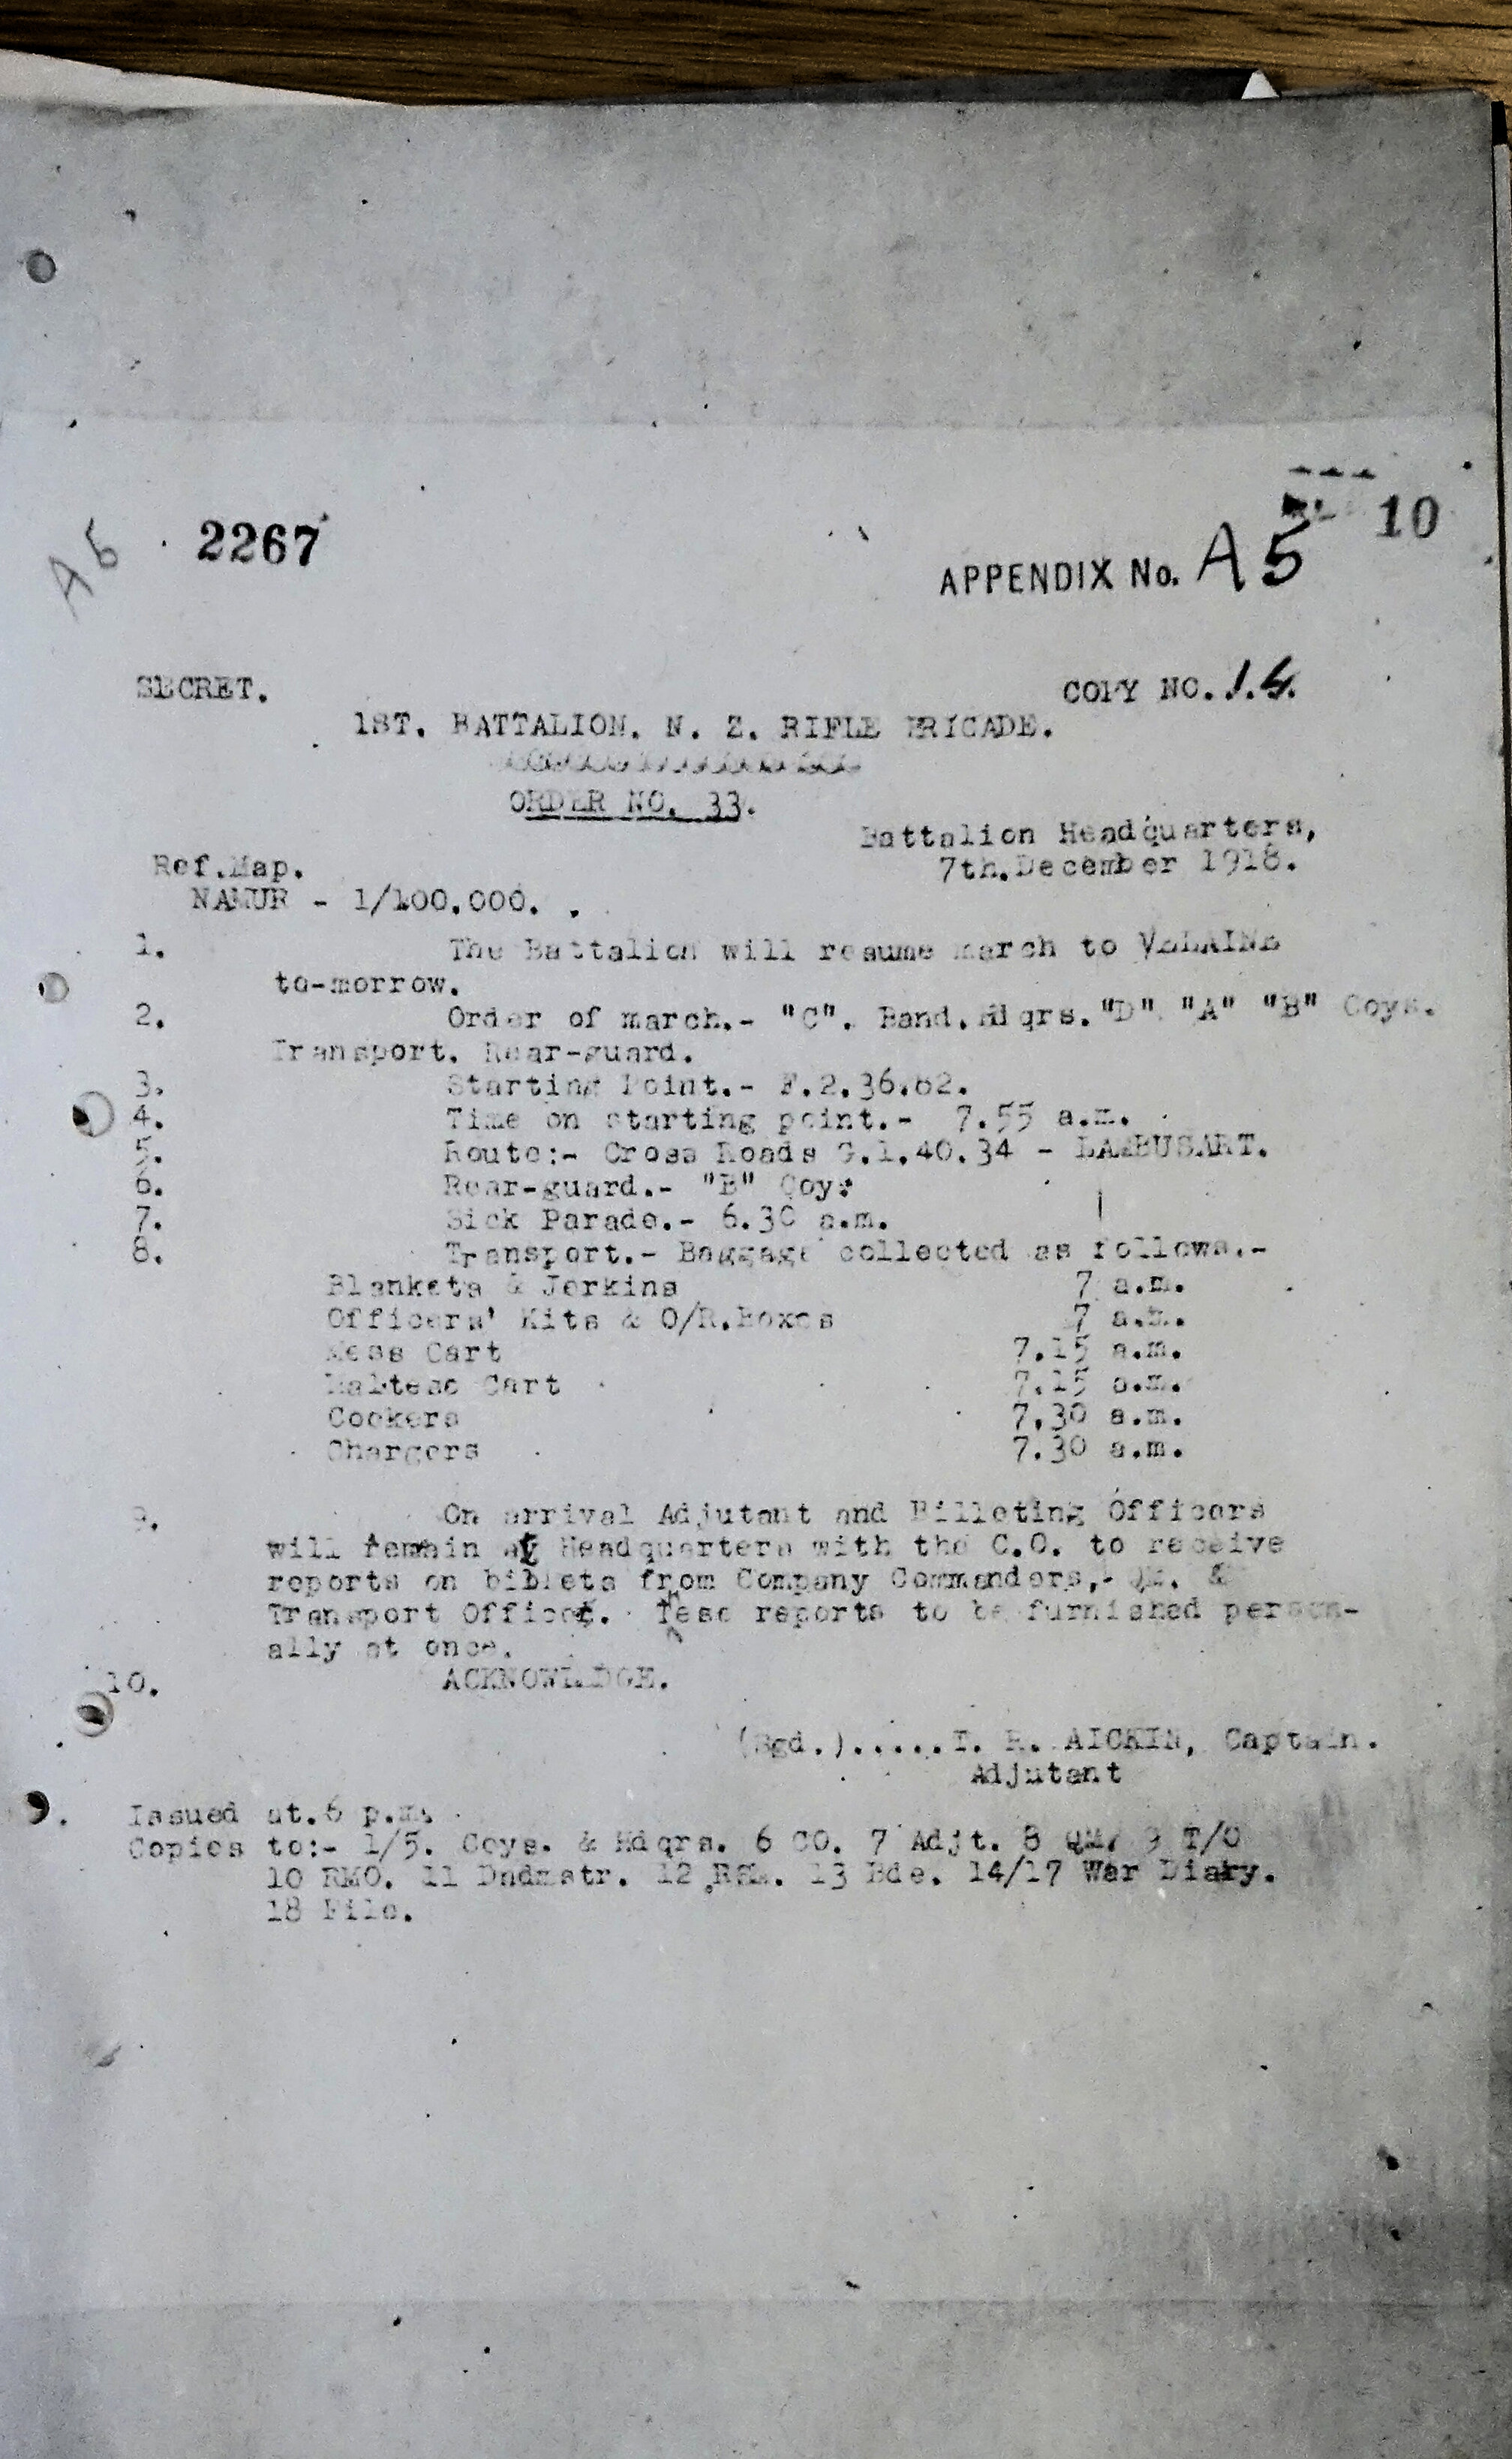 10
A5 2267
APPENDIX No. A5
SECRET. COPY NO. 14.
1ST. BATTALION. N. Z. RIFLE BRIGADE.
ORDER NO. 33.
Battalion Headquarters,
7th.December 1918.
Ref.Map.
NAMUR - 1/100.000.
1. The Battalion will resume march to VELAINE
to-morrow.
2. Order of march.- "C". Band. Hdqrs. "D" "A" "B" Coys.
Transport. Rear-guard.
3. Starting Point.- F.2.36.62.
4. Time on starting point.- 7.55 a.m.
5. Route:- Cross Roads G.1.40.34 - LAMBUSART.
6. Rear-guard.- "B" Coy.
7. Sick Parade.- 6.30 a.m.
8. Transport.- Baggage collected as follows.-
Blankets & Jerkins 7 a.m.
Officers' Kits & O/R.Boxes 7 a.m.
Mess Cart 7.15 a.m.
Maltese Cart 7.15 a.m.
Cookers 7.30 a.m.
Chargers 7.30 a.m.
9. On arrival Adjutant and Billeting Officers
will remain at Headquarters with the C.O. to receive
reports on billets from Company Commanders,- QM. &
Transport Officer. These reports to be furnished person-
ally at once.
10. ACKNOWLEDGE.
(Sgd.).....I. R. AICKIN, Captain.
Adjutant
Issued at.6 p.m.
Copies to:- 1/5. Coys. & Hdqrs. 6 CO. 7 Adjt. 8 QM. 9 T/O
10 RMO. 11 Bndmstr. 12 RSM. 13 Bde. 14/17 War Diary.
18 File.